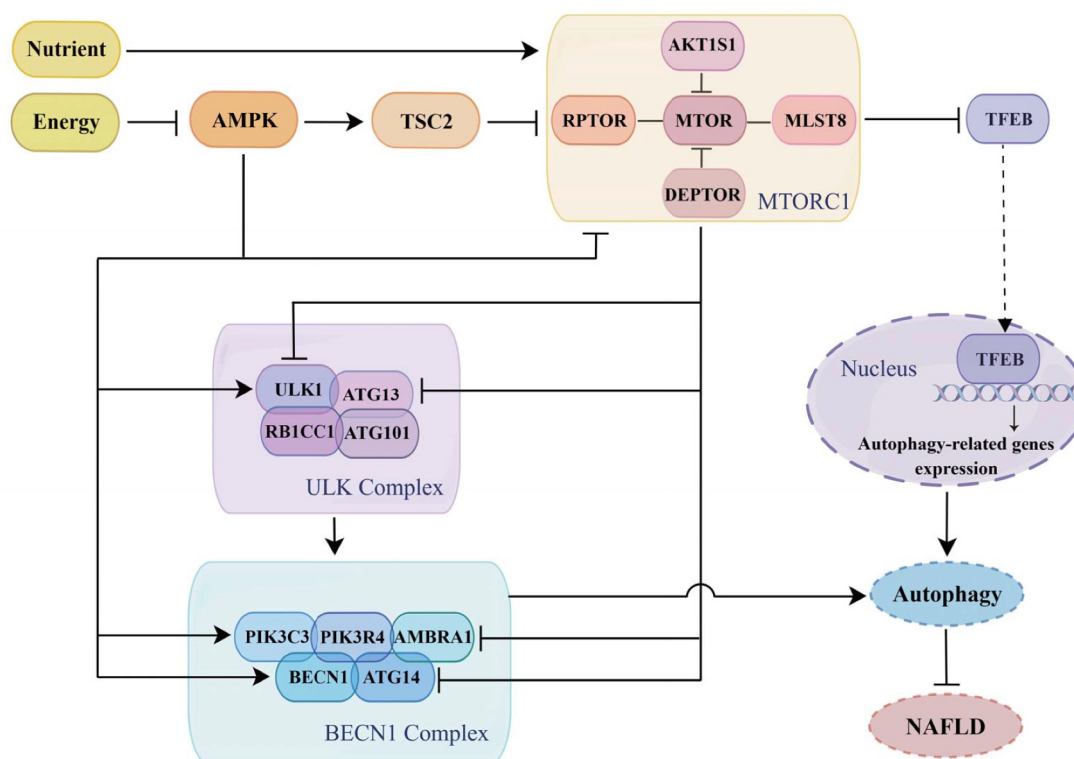 Nutrient
AKT1S1
Energy
AMPK
TSC2
RPTOR
MTOR
MLST8
TFEB
DEPTOR
MTORC1
ULK1
ATG13
RB1CC1
ATG101
ULK Complex
Nucleus
TFEB
Autophagy-related genes
expression
PIK3C3
PIK3R4
AMBRA1
BECN1
ATG14
BECN1 Complex
Autophagy
NAFLD